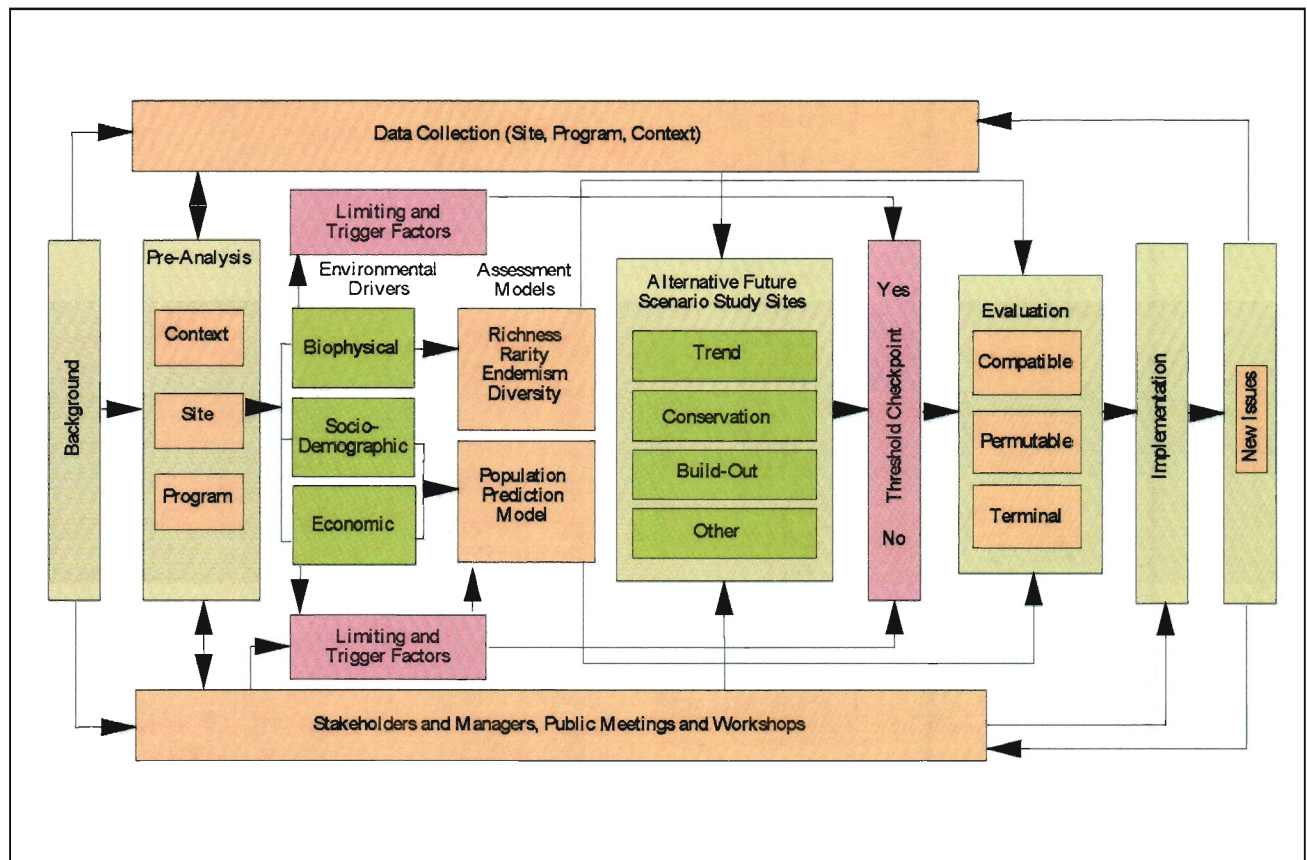 Data Collection (Site, Program, Context)
Background
Pre-Analysis
Context
Site
Program
Limiting and
Trigger Factors
Environmental
Drivers
Biophysical
Socio-
Demographic
Economic
Limiting and
Trigger Factors
Assessment
Models
Richness
Rarity
Endemism
Diversity
Population
Prediction
Model
Alternative Future
Scenario Study Sites
Trend
Conservation
Build-Out
Other
Yes
Threshold Checkpoint
No
Evaluation
Compatible
Permutable
Terminal
Implementation
New Issues
Stakeholders and Managers, Public Meetings and Workshops